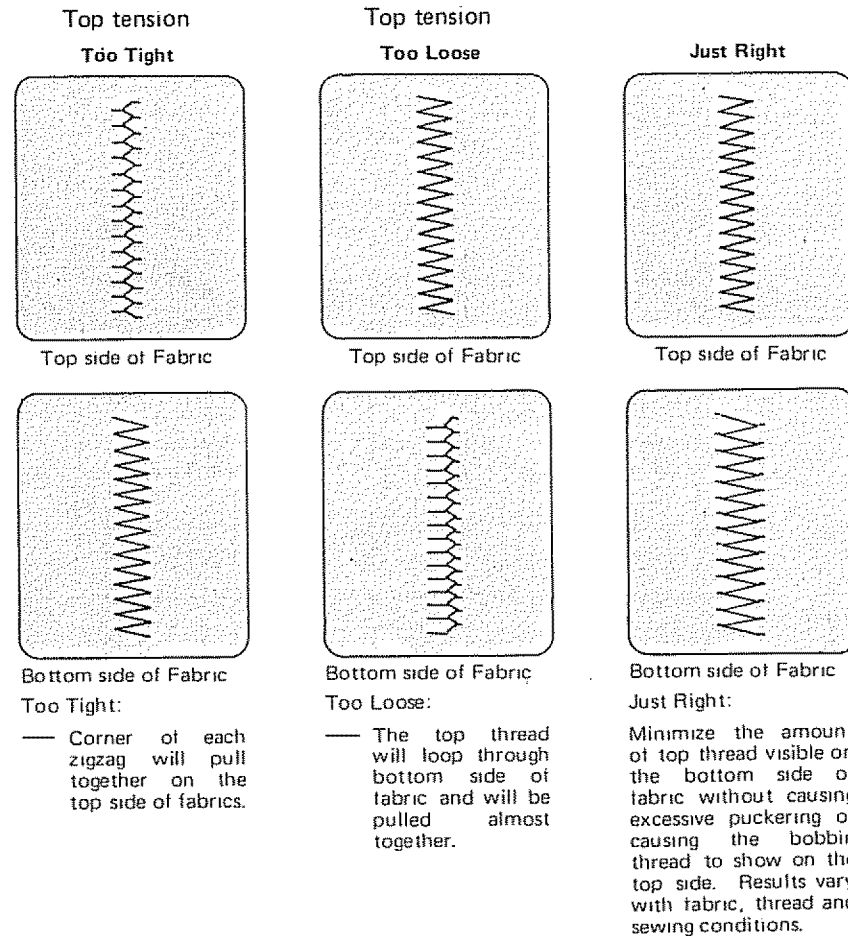 Top tension
Too Tight
Top tension
Too Loose
Just Right
Top side of Fabric
Top side of Fabric
Top side of Fabric
Bottom side of Fabric
Bottom side of Fabric
Bottom side of Fabric
Too Tight:
— Corner of each
zigzag will pull
together on the
top side of fabrics.
Too Loose:
— The top thread
will loop through
bottom side of
fabric and will be
pulled almost
together.
Just Right:
Minimize the amoun
of top thread visible on
the bottom side o
fabric without causing
excessive puckering o
causing the bobbin
thread to show on the
top side. Results vary
with fabric, thread and
sewing conditions.